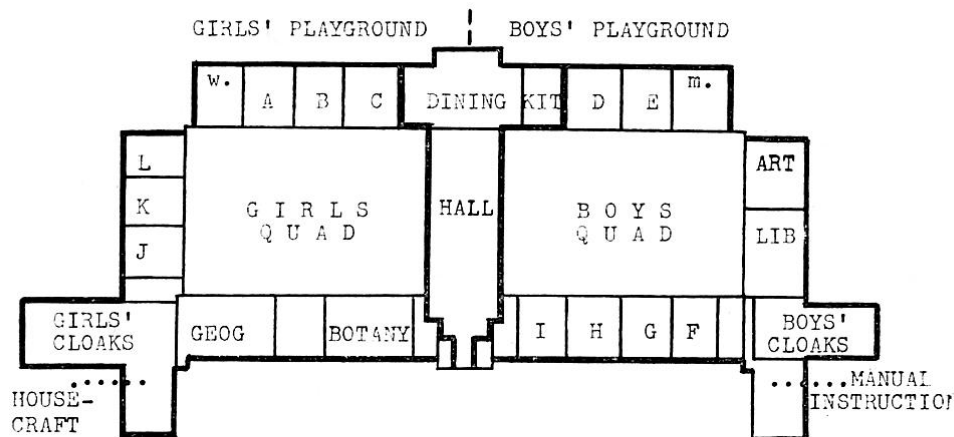 GIRLS' PLAYGROUND BOYS' PLAYGROUND
w. A B C DINING KIT D E m.
L ART
K GIRLS HALL BOYS
QUAD QUAD LIB
J
GIRLS' CLOAKS GEOG BOTANY I H G F BOYS' CLOAKS
HOUSE-
CRAFT
MANUAL
INSTRUCTION